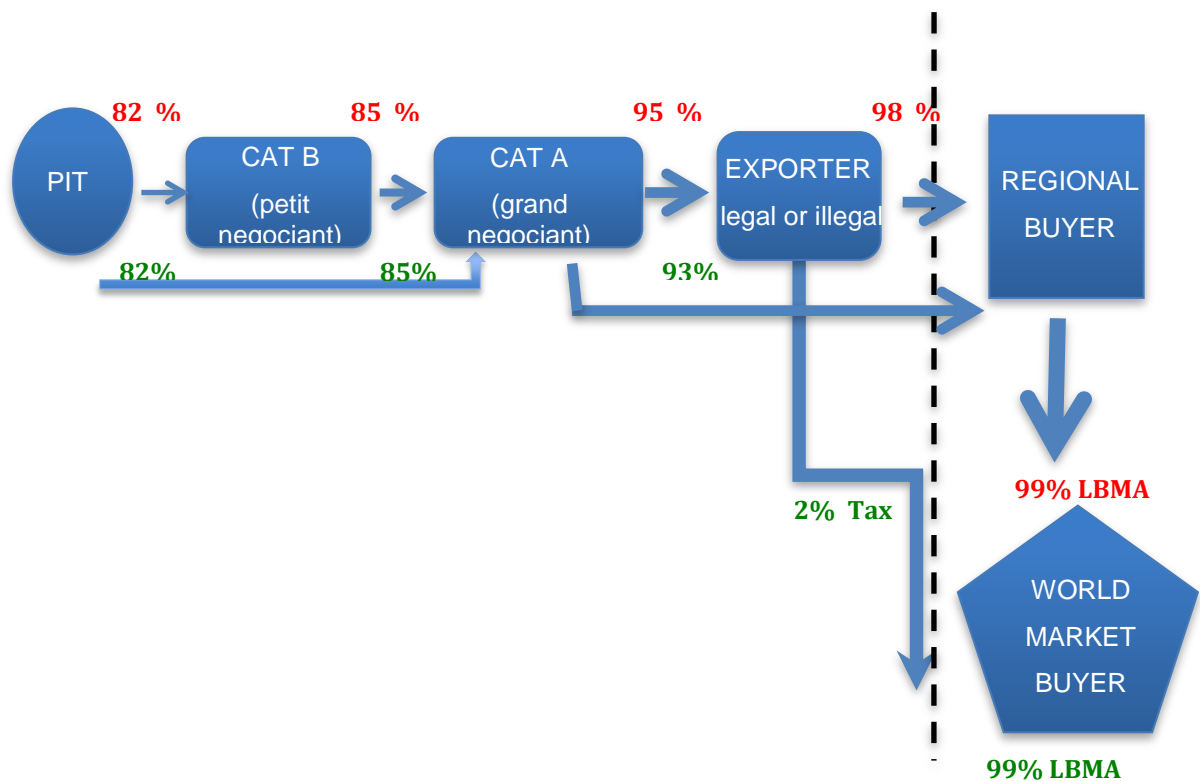 82 %
85 %
95 %
98 %
PIT
CAT B
(petit
negociant)
CAT A
(grand
negociant)
EXPORTER
legal or illegal
REGIONAL
BUYER
82%
85%
93%
2% Tax
99% LBMA
WORLD
MARKET
BUYER
99% LBMA